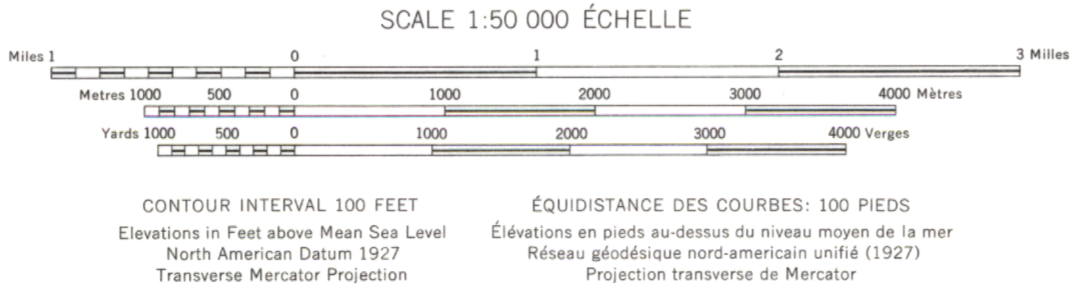 SCALE 1:50 000 ÉCHELLE
Miles 1 0 1 2 3 Milles
Metres 1000 500 0 1000 2000 3000 4000 Mètres
Yards 1000 500 0 1000 2000 3000 4000 Verges
CONTOUR INTERVAL 100 FEET
Elevations in Feet above Mean Sea Level
North American Datum 1927
Transverse Mercator Projection
ÉQUIDISTANCE DES COURBES: 100 PIEDS
Élévations en pieds au-dessus du niveau moyen de la mer
Réseau géodésique nord-americain unifié (1927)
Projection transverse de Mercator